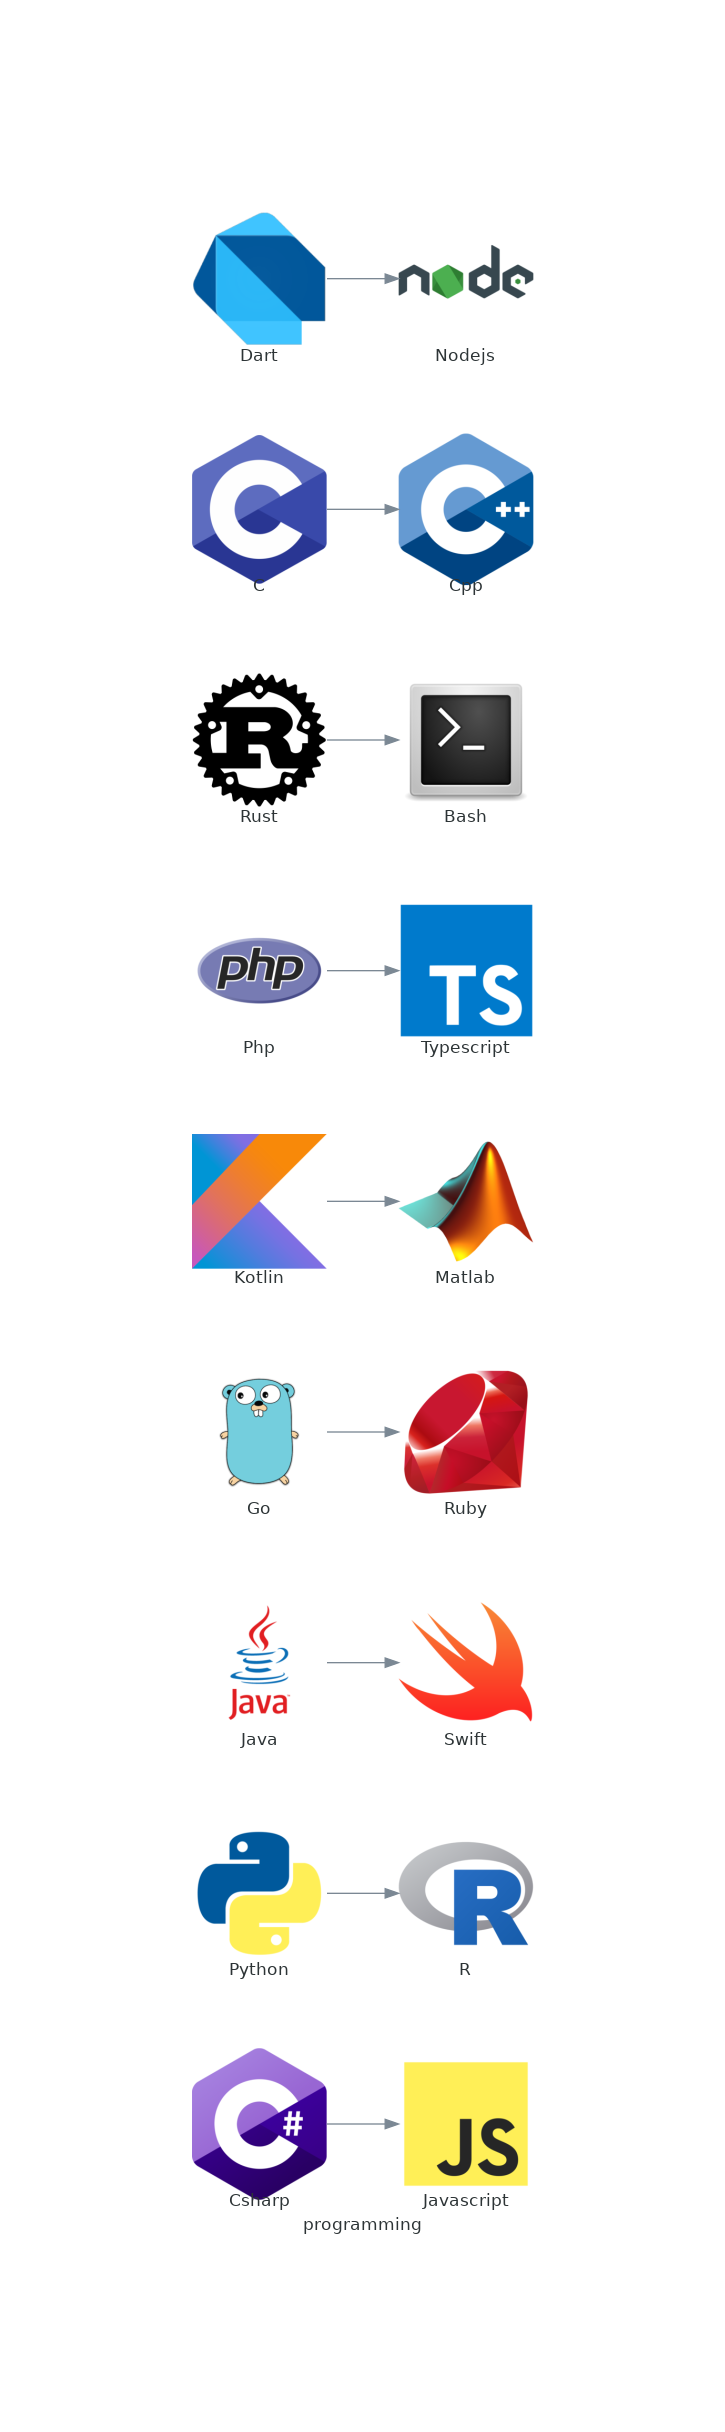 node
Dart
Nodejs
C
C++
C
Cpp
R
>_
Rust
Bash
php
TS
Php
Typescript
Kotlin
Matlab
Go
Ruby
Java
Java
Swift
R
Python
R
C#
JS
Csharp
Javascript
programming